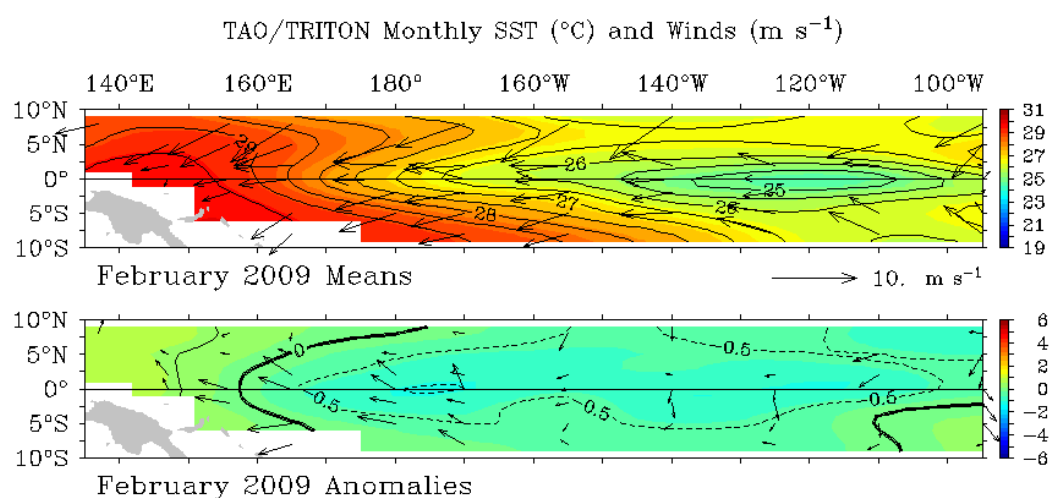 TAO/TRITON Monthly SST (°C) and Winds (m s⁻¹)
140°E 160°E 180° 160°W 140°W 120°W 100°W
10°N
5°N
0°
5°S
10°S
29
28
27
26
26
25
31
29
27
25
23
21
19
February 2009 Means
10. m s⁻¹
10°N
5°N
0°
5°S
10°S
0
0.5
0.5
0.5
0.5
6
4
2
0
-2
-4
-6
February 2009 Anomalies